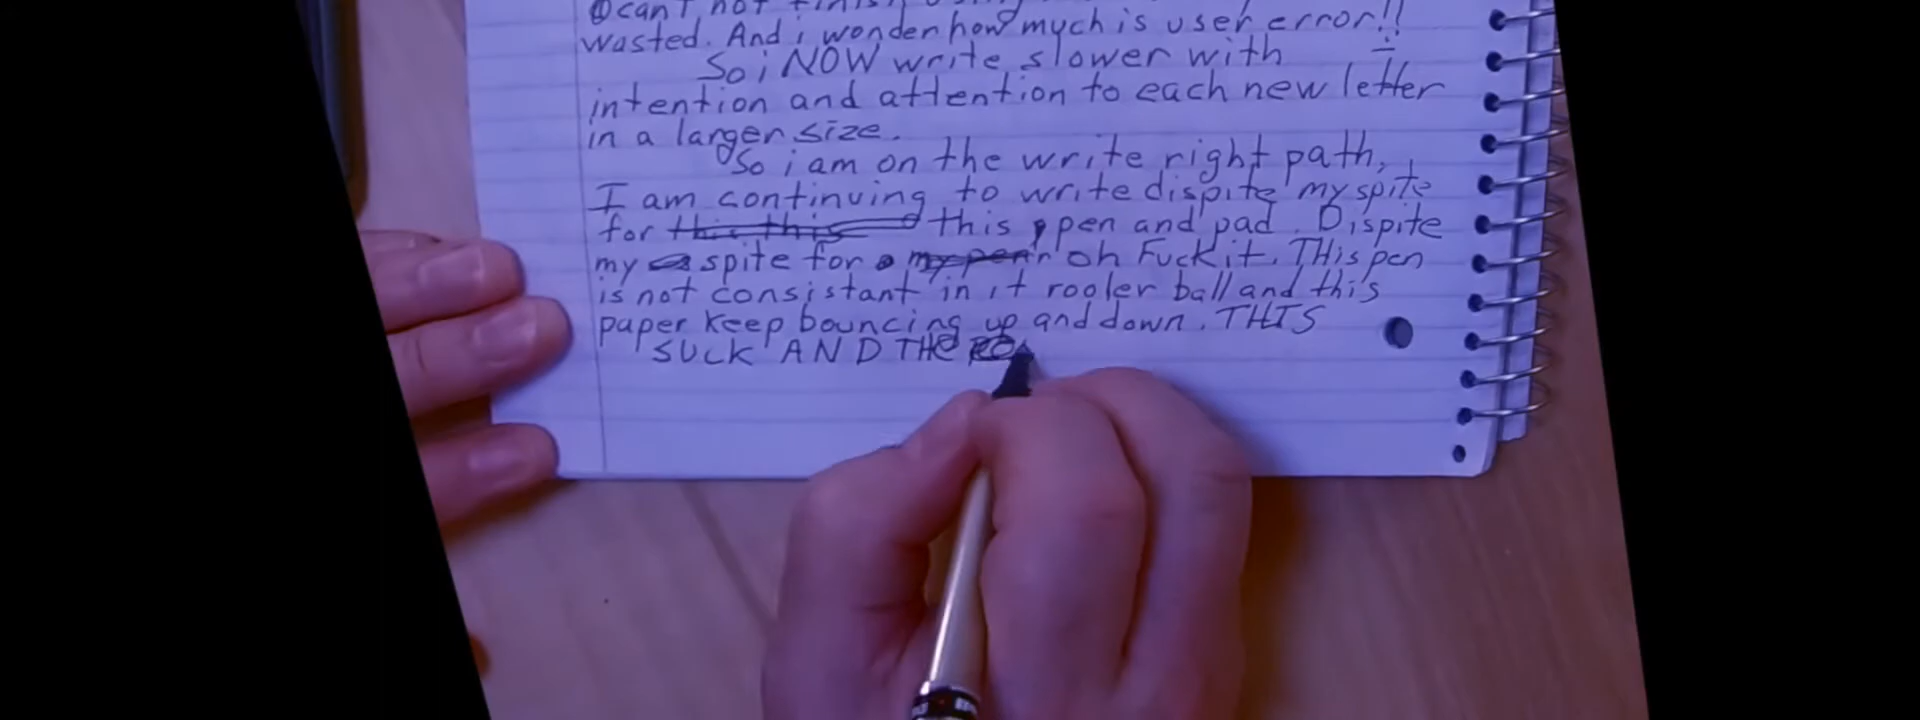 can't not
wasted. And i wonder how much is user error!!
So i NOW write slower with
intention and attention to each new letter
in a larger size.
So i am on the write right path,
I am continuing to write dispite my spite
for this this this pen and pad. Dispite
my spite for my pen oh Fuck it. THis pen
is not consistant in it rooler ball and this
paper keep bouncing up and down. THIS
SUCK AND THE